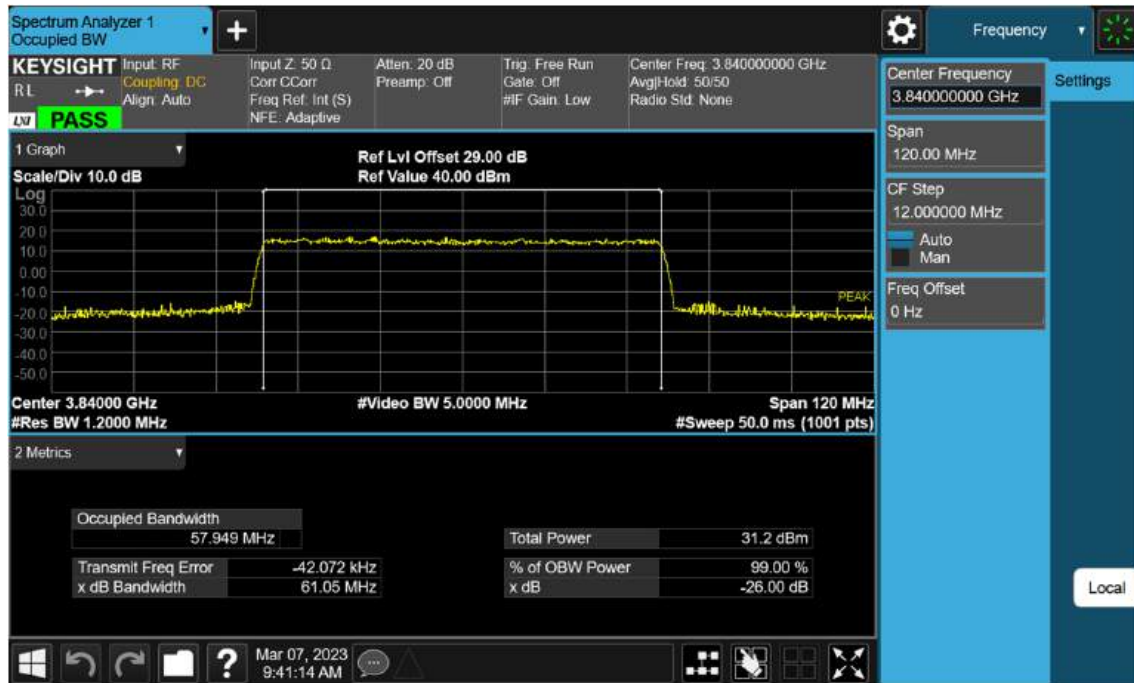 Spectrum Analyzer 1
Occupied BW
+
Frequency
KEYSIGHT
RL
LXI PASS
Input: RF
Coupling: DC
Align: Auto
Input Z: 50 Ω
Corr CCorr
Freq Ref: Int (S)
NFE: Adaptive
Atten: 20 dB
Preamp: Off
Trig: Free Run
Gate: Off
#IF Gain: Low
Center Freq: 3.840000000 GHz
Avg|Hold: 50/50
Radio Std: None
Center Frequency
3.840000000 GHz
Settings
Span
120.00 MHz
CF Step
12.000000 MHz
Auto
Man
Freq Offset
0 Hz
Local
1 Graph
Scale/Div 10.0 dB
Ref Lvl Offset 29.00 dB
Ref Value 40.00 dBm
Log
30.0
20.0
10.0
0.00
-10.0
-20.0
-30.0
-40.0
-50.0
PEAK
Center 3.84000 GHz
#Video BW 5.0000 MHz
Span 120 MHz
#Res BW 1.2000 MHz
#Sweep 50.0 ms (1001 pts)
2 Metrics
Occupied Bandwidth
57.949 MHz
Total Power 31.2 dBm
Transmit Freq Error -42.072 kHz
% of OBW Power 99.00 %
x dB Bandwidth 61.05 MHz
x dB -26.00 dB
?
Mar 07, 2023
9:41:14 AM